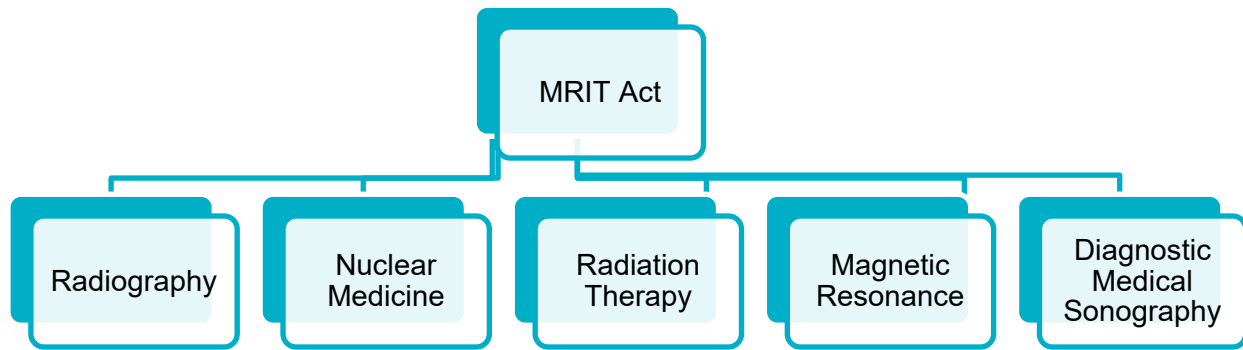 MRIT Act
Radiography
Nuclear
Medicine
Radiation
Therapy
Magnetic
Resonance
Diagnostic
Medical
Sonography